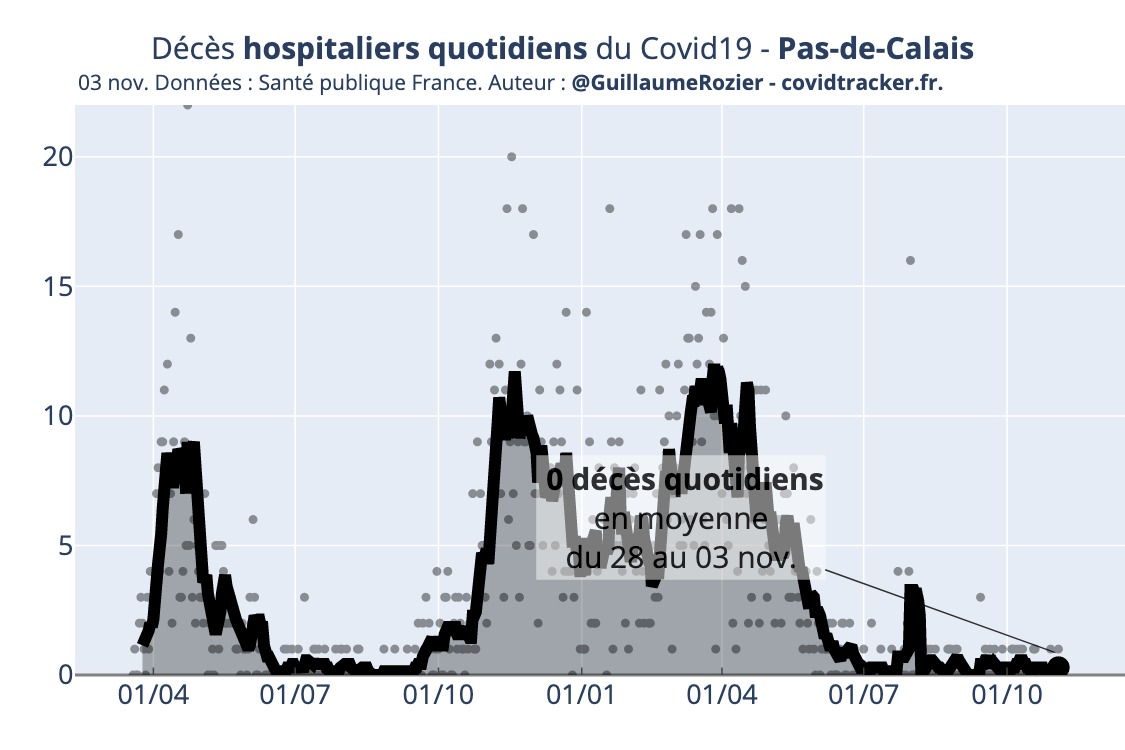 Décès hospitaliers quotidiens du Covid19 - Pas-de-Calais
03 nov. Données : Santé publique France. Auteur : @GuillaumeRozier - covidtracker.fr.
20
15
10
5
0
0 décès quotidiens
en moyenne
du 28 au 03 nov.
01/04 01/07 01/10 01/01 01/04 01/07 01/10